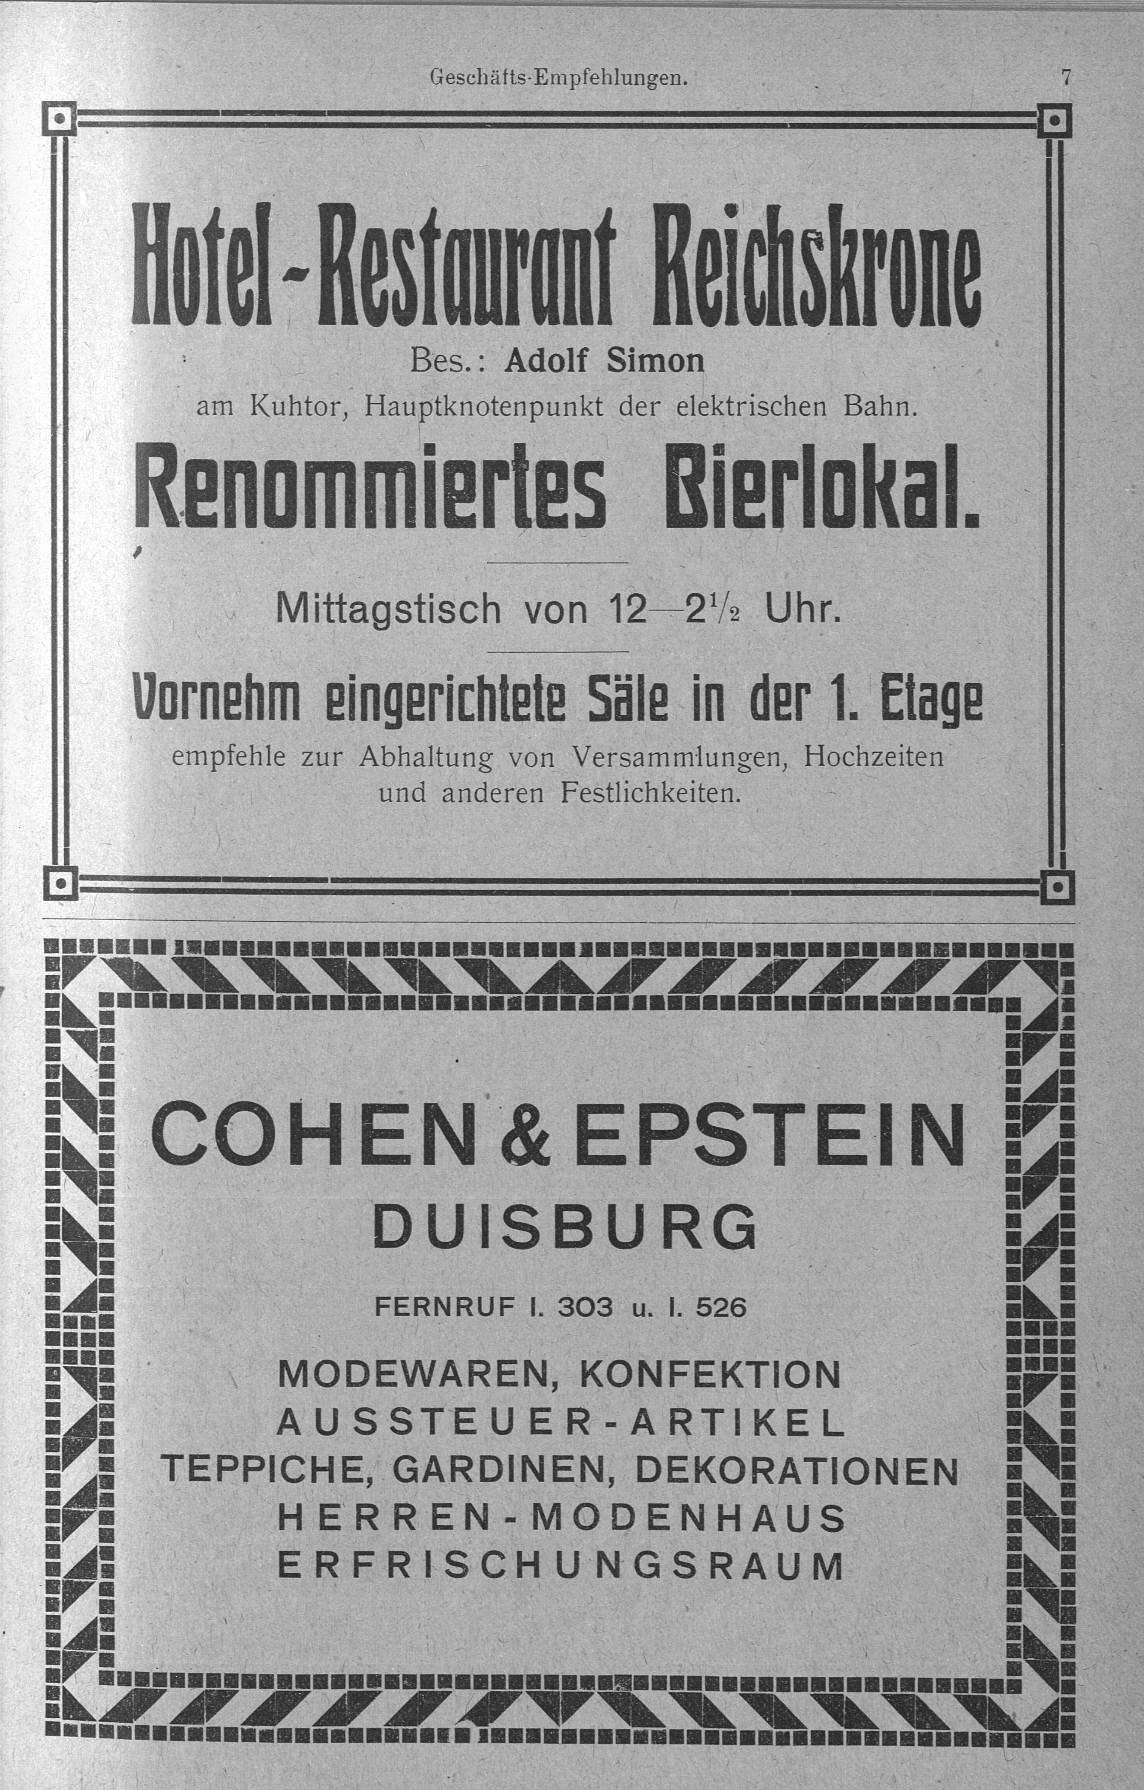 Geschäfts-Empfehlungen.
7
Hotel-Restaurant Reichskrone
Bes.: Adolf Simon
am Kuhtor, Hauptknotenpunkt der elektrischen Bahn.
Renommiertes Bierlokal.
Mittagstisch von 12—2½ Uhr.
Vornehm eingerichtete Säle in der 1. Etage
empfehle zur Abhaltung von Versammlungen, Hochzeiten
und anderen Festlichkeiten.
COHEN & EPSTEIN
DUISBURG
FERNRUF I. 303 u. I. 526
MODEWAREN, KONFEKTION
AUSSTEUER-ARTIKEL
TEPPICHE, GARDINEN, DEKORATIONEN
HERREN-MODENHAUS
ERFRISCHUNGSRAUM